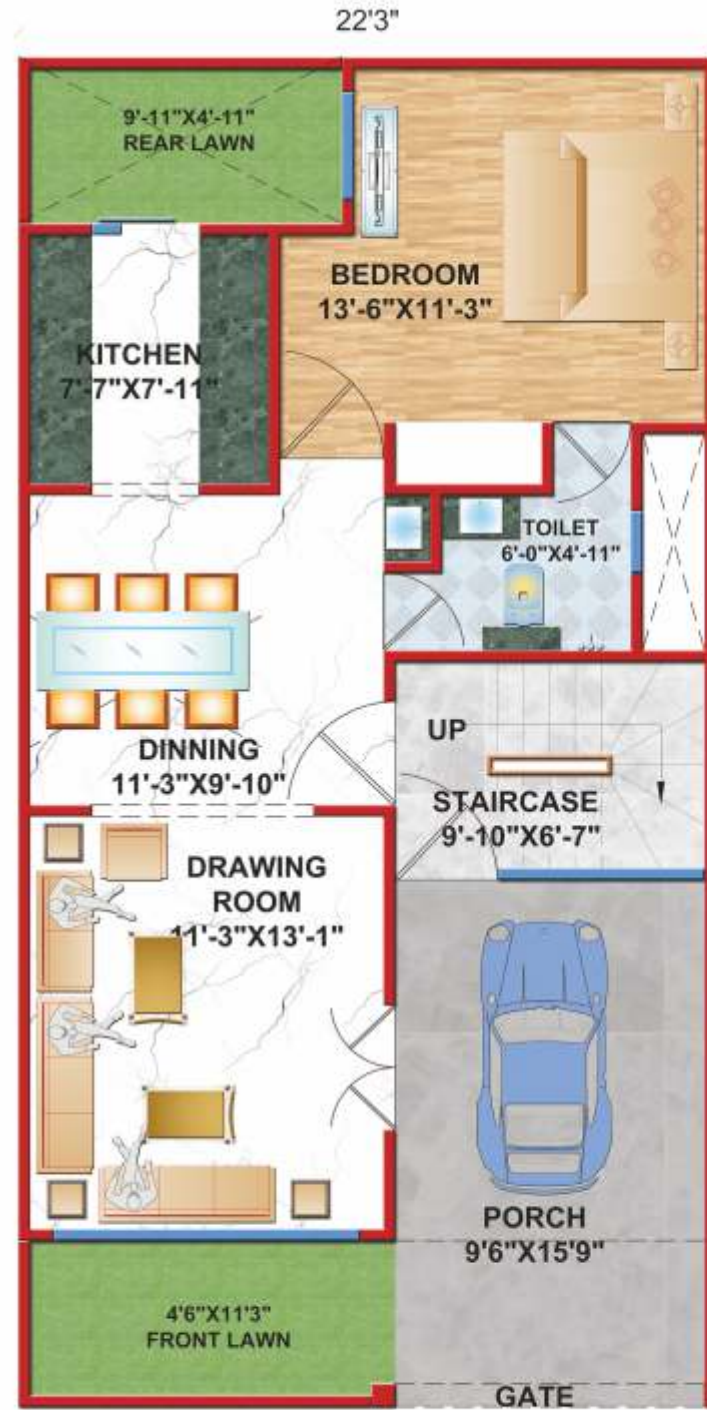 22'3"
9'-11"X4'-11"
REAR LAWN
BEDROOM
13'-6"X11'-3"
KITCHEN
7'-7"X7'-11"
TOILET
6'-0"X4'-11"
UP
DINNING
11'-3"X9'-10"
STAIRCASE
9'-10"X6'-7"
DRAWING
ROOM
11'-3"X13'-1"
PORCH
9'6"X15'9"
4'6"X11'3"
FRONT LAWN
GATE